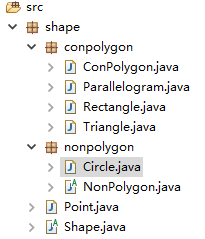 src
shape
conpolygon
ConPolygon.java
Parallelogram.java
Rectangle.java
Triangle.java
nonpolygon
Circle.java
NonPolygon.java
Point.java
Shape.java